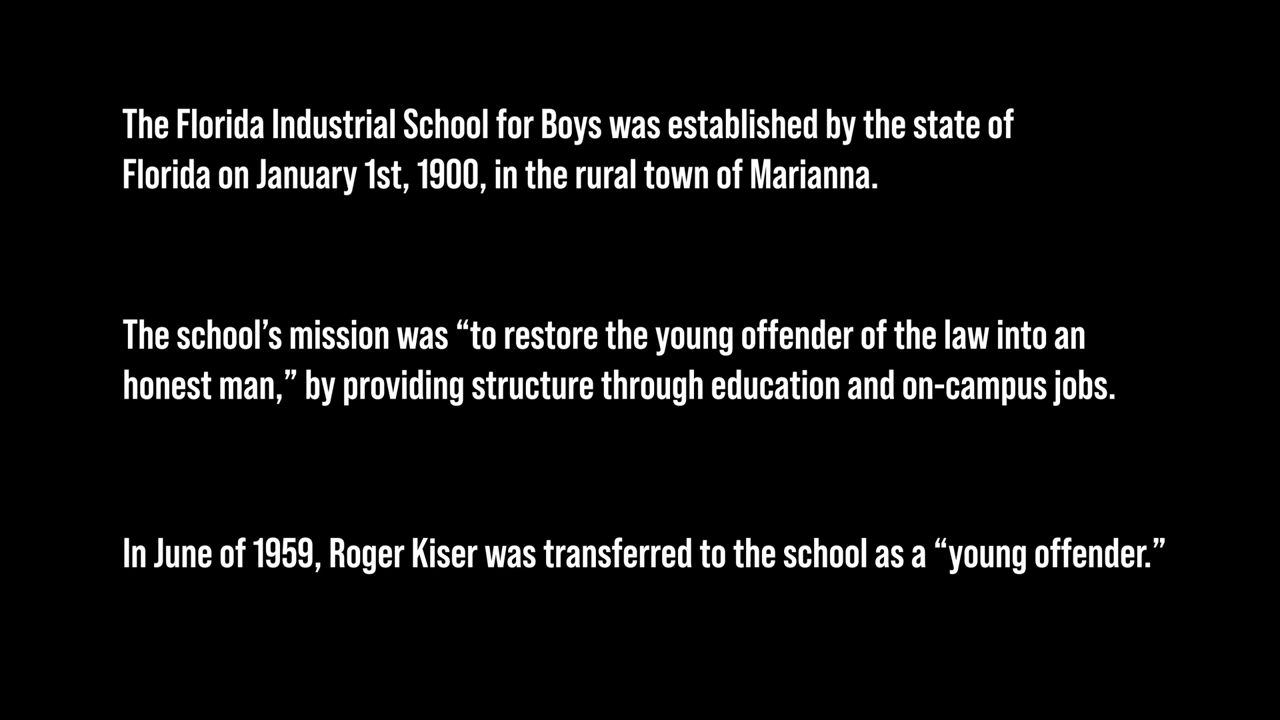 The Florida Industrial School for Boys was established by the state of
Florida on January 1st, 1900, in the rural town of Marianna.
The school’s mission was “to restore the young offender of the law into an
honest man,” by providing structure through education and on-campus jobs.
In June of 1959, Roger Kiser was transferred to the school as a “young offender.”